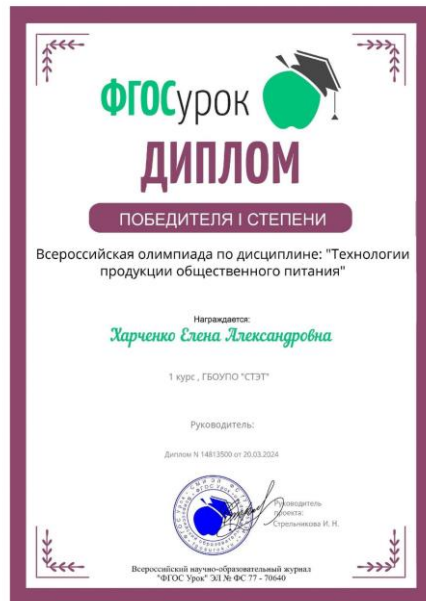 ФГОСурок
ДИПЛОМ
ПОБЕДИТЕЛЯ I СТЕПЕНИ
Всероссийская олимпиада по дисциплине: "Технологии
продукции общественного питания"
Награждается:
Харченко Елена Александровна
1 курс , ГБОУПО "СТЭТ"
Руководитель:
Диплом N 14813500 от 20.03.2024
Руководитель
проекта:
Стрельникова И. Н.
Всероссийский научно-образовательный журнал
"ФГОС Урок" ЭЛ № ФС 77 - 70640